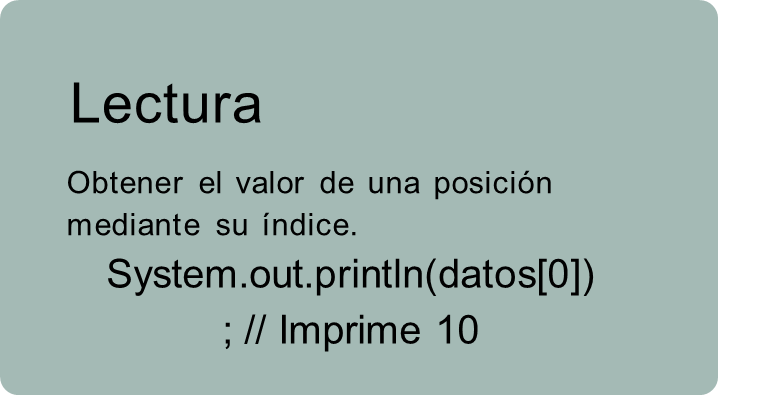 Lectura
Obtener el valor de una posición
mediante su índice.
System.out.println(datos[0])
; // Imprime 10